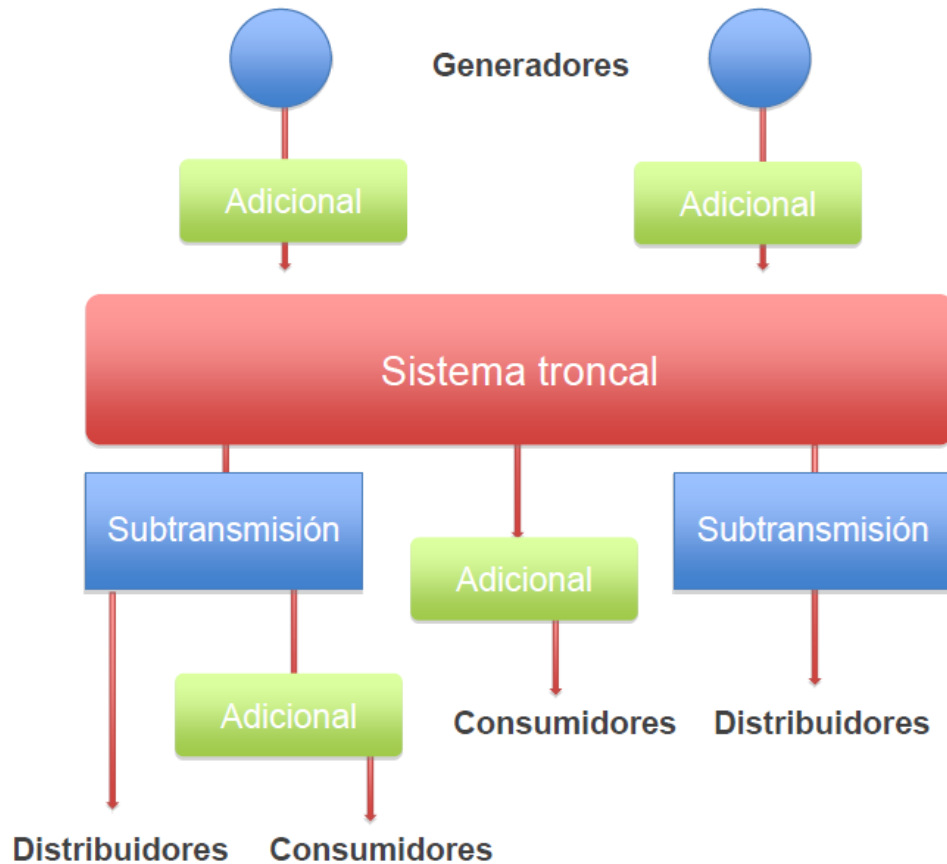 Generadores
Adicional
Adicional
Sistema troncal
Subtransmisión
Subtransmisión
Adicional
Adicional
Consumidores
Distribuidores
Distribuidores
Consumidores